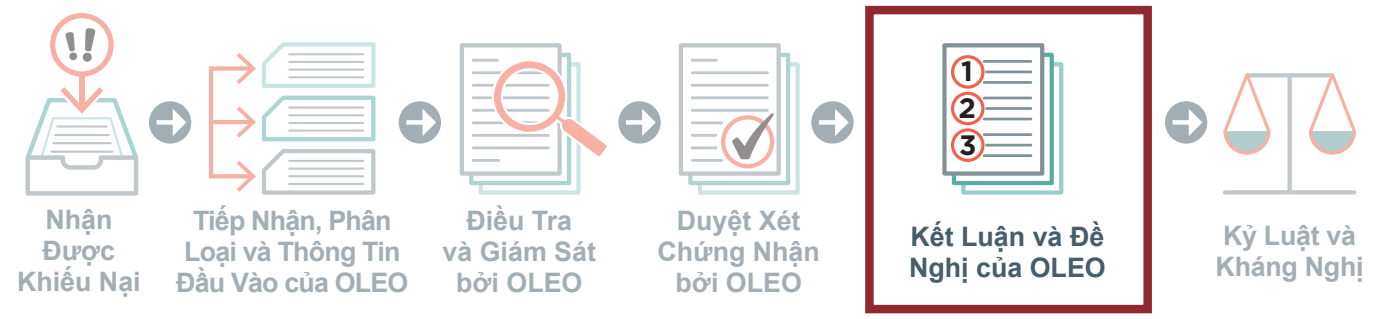 !!
1
2
3
Nhận
Được
Khiếu Nại
Tiếp Nhận, Phân
Loại và Thông Tin
Đầu Vào của OLEO
Điều Tra
và Giám Sát
bởi OLEO
Duyệt Xét
Chứng Nhận
bởi OLEO
Kết Luận và Đề
Nghị của OLEO
Kỷ Luật và
Kháng Nghị